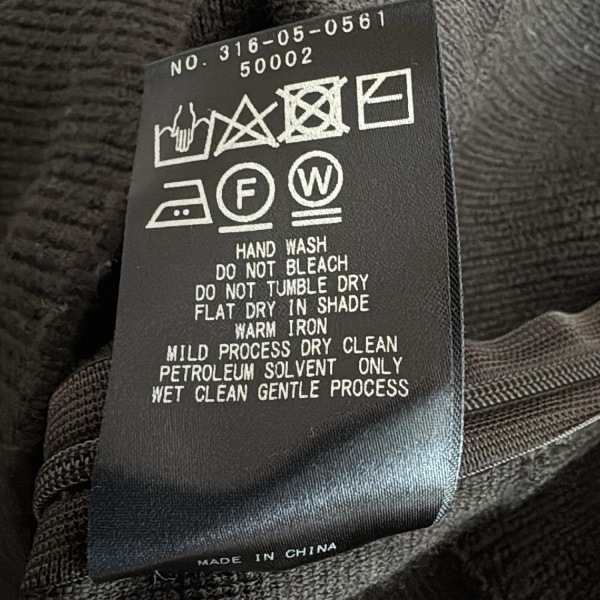 NO. 316-05-0561
50002
F W
HAND WASH
DO NOT BLEACH
DO NOT TUMBLE DRY
FLAT DRY IN SHADE
WARM IRON
MILD PROCESS DRY CLEAN
PETROLEUM SOLVENT ONLY
WET CLEAN GENTLE PROCESS
MADE IN CHINA